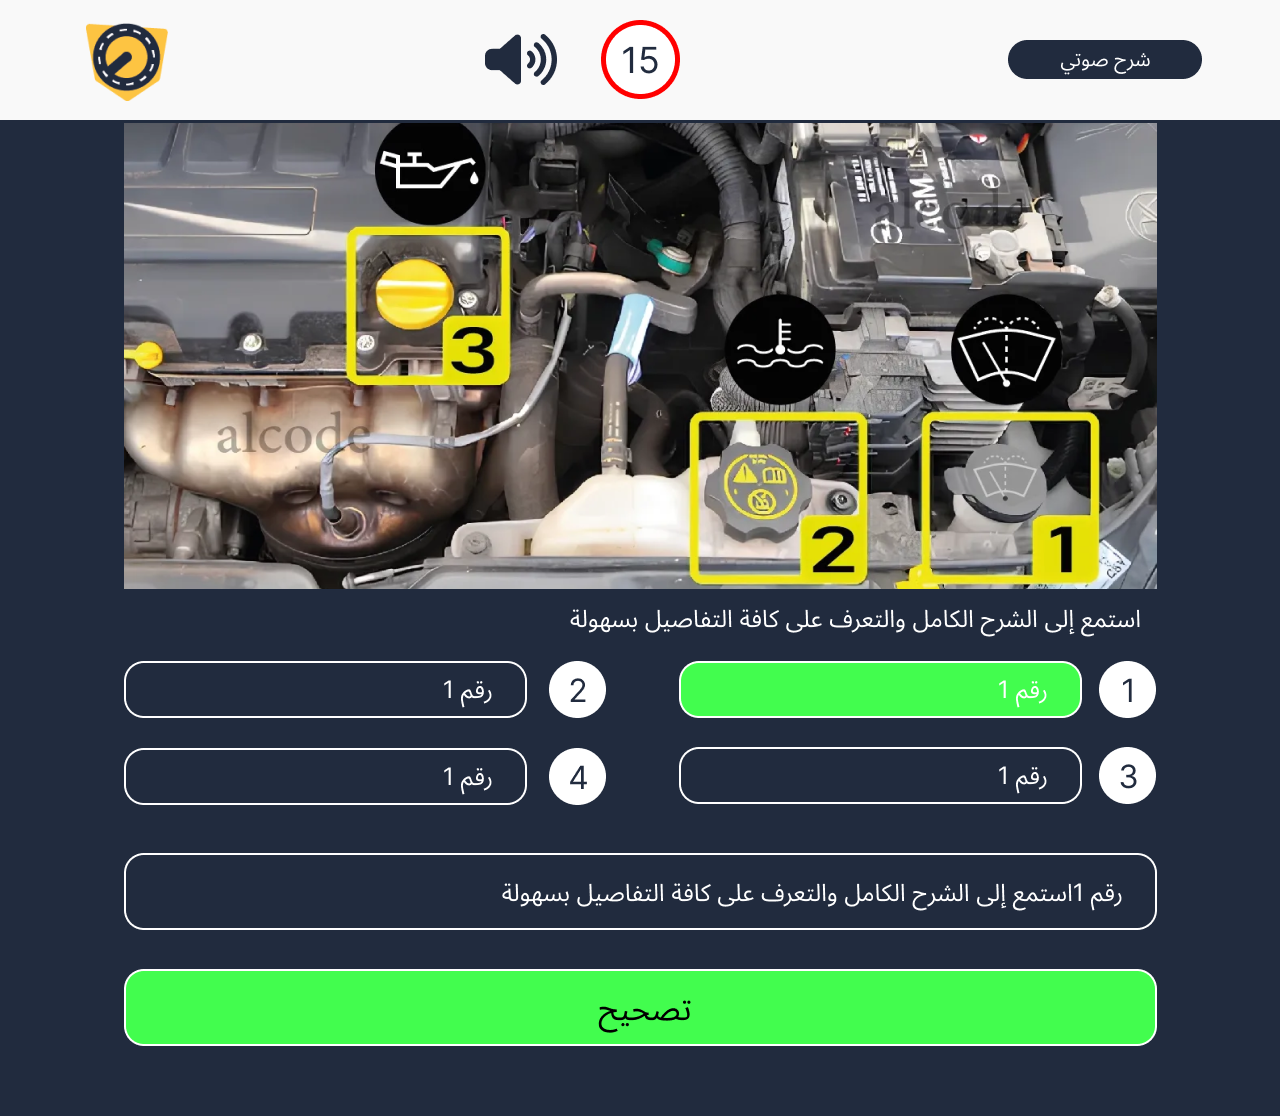 شرح صوتي
15
AGM
alcode
3
alcode
2
1
استمع إلى الشرح الكامل والتعرف على كافة التفاصيل بسهولة
1 رقم 1
2 رقم 1
3 رقم 1
4 رقم 1
رقم 1استمع إلى الشرح الكامل والتعرف على كافة التفاصيل بسهولة
تصحيح